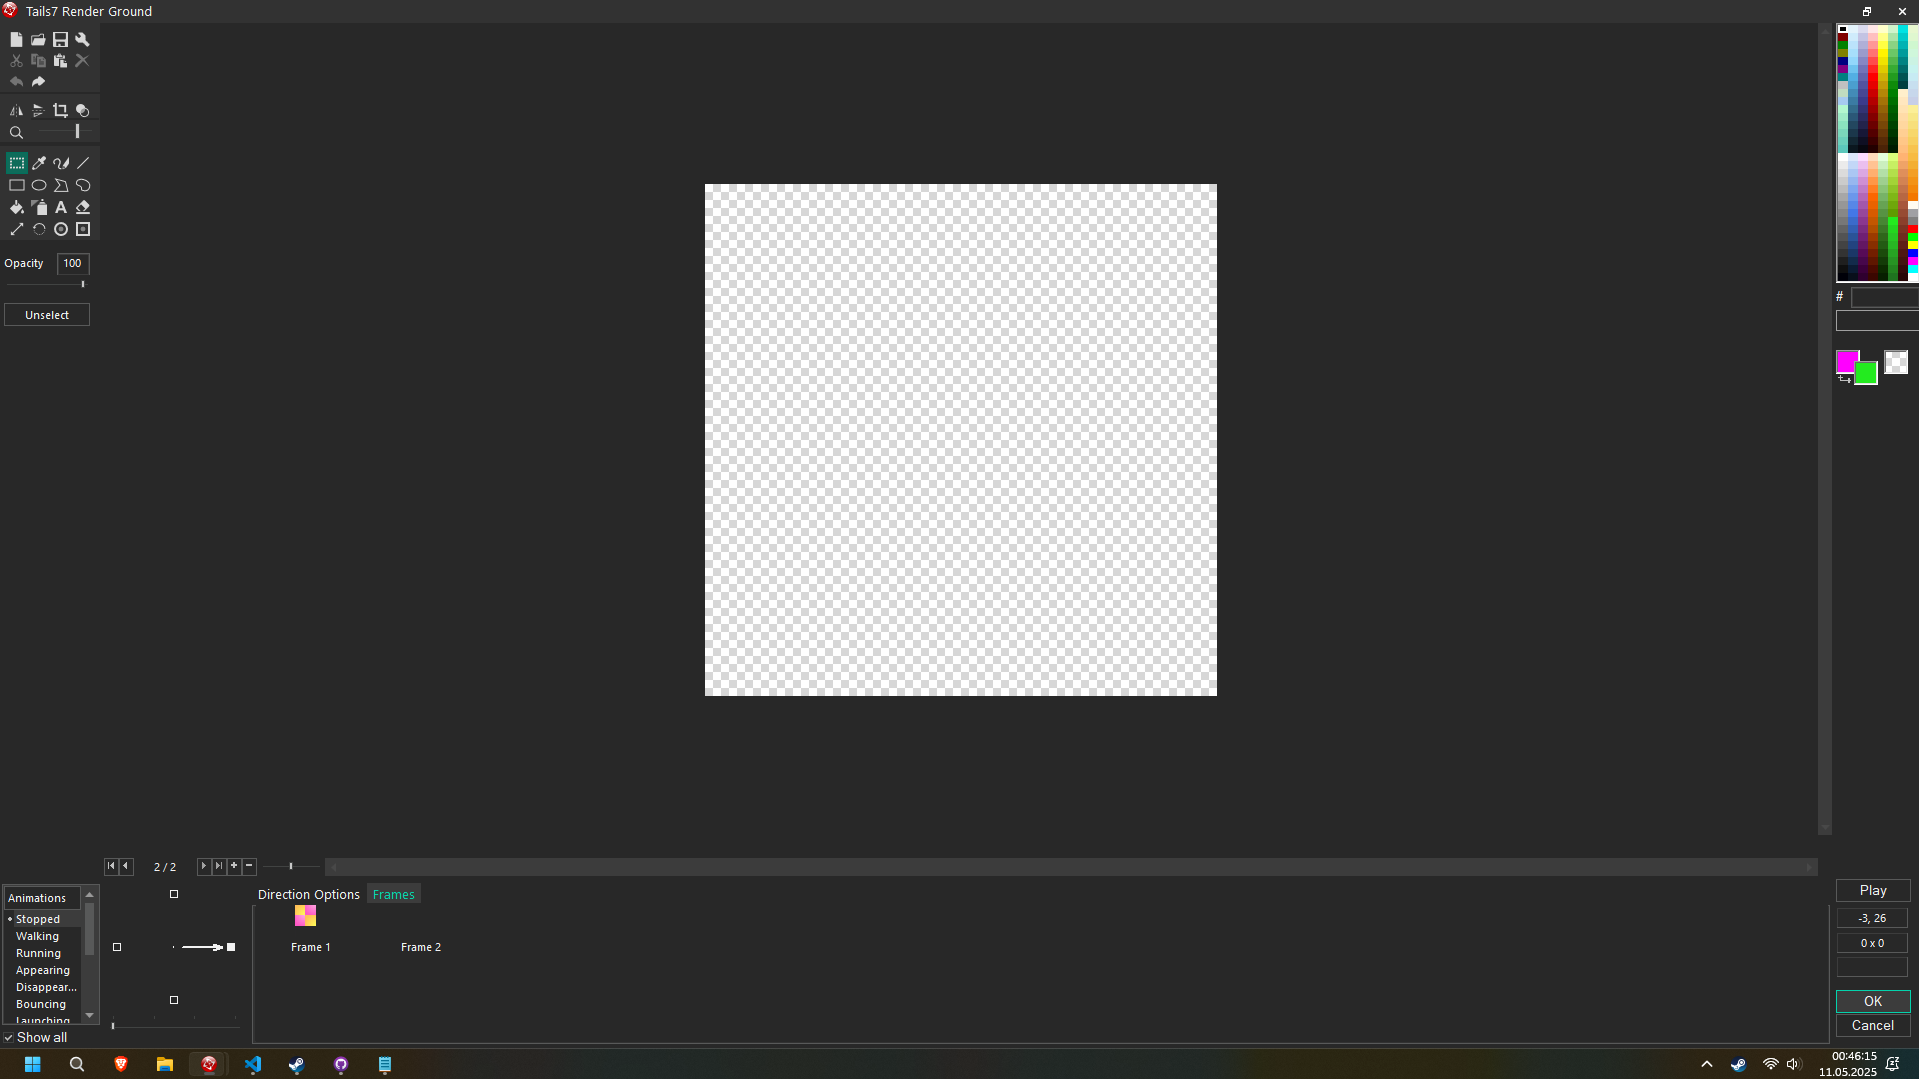 Tails7 Render Ground
Opacity 100
Unselect
#
2 / 2
Animations
Stopped
Walking
Running
Appearing
Disappear...
Bouncing
Launching
Show all
Direction Options Frames
Frame 1 Frame 2
Play
-3, 26
0 x 0
OK
Cancel
00:46:15
11.05.2025